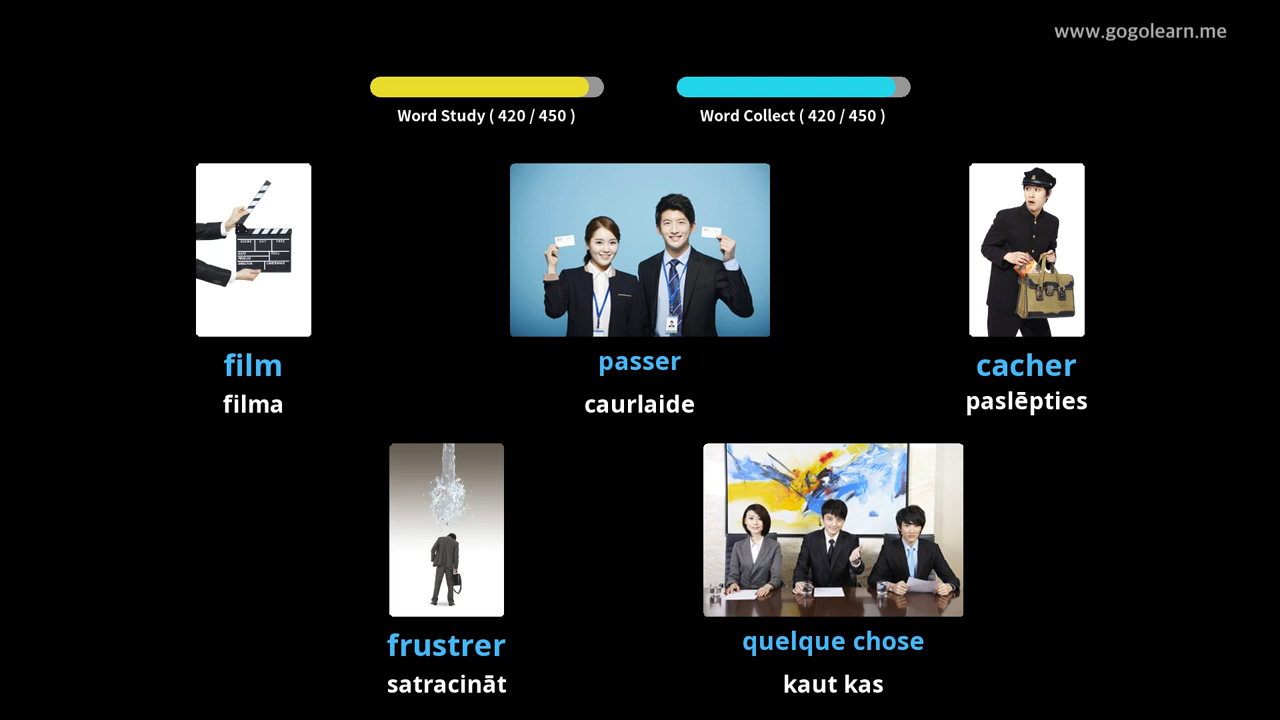 www.gogolearn.me
Word Study ( 420 / 450 )
Word Collect ( 420 / 450 )
film
filma
passer
caurlaide
cacher
paslēpties
frustrer
satracināt
quelque chose
kaut kas